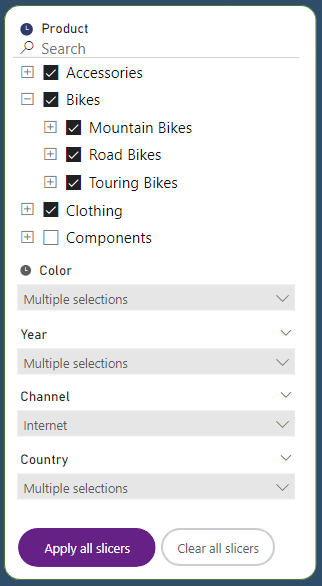 Product
Search
Accessories
Bikes
Mountain Bikes
Road Bikes
Touring Bikes
Clothing
Components
Color
Multiple selections
Year
Multiple selections
Channel
Internet
Country
Multiple selections
Apply all slicers
Clear all slicers